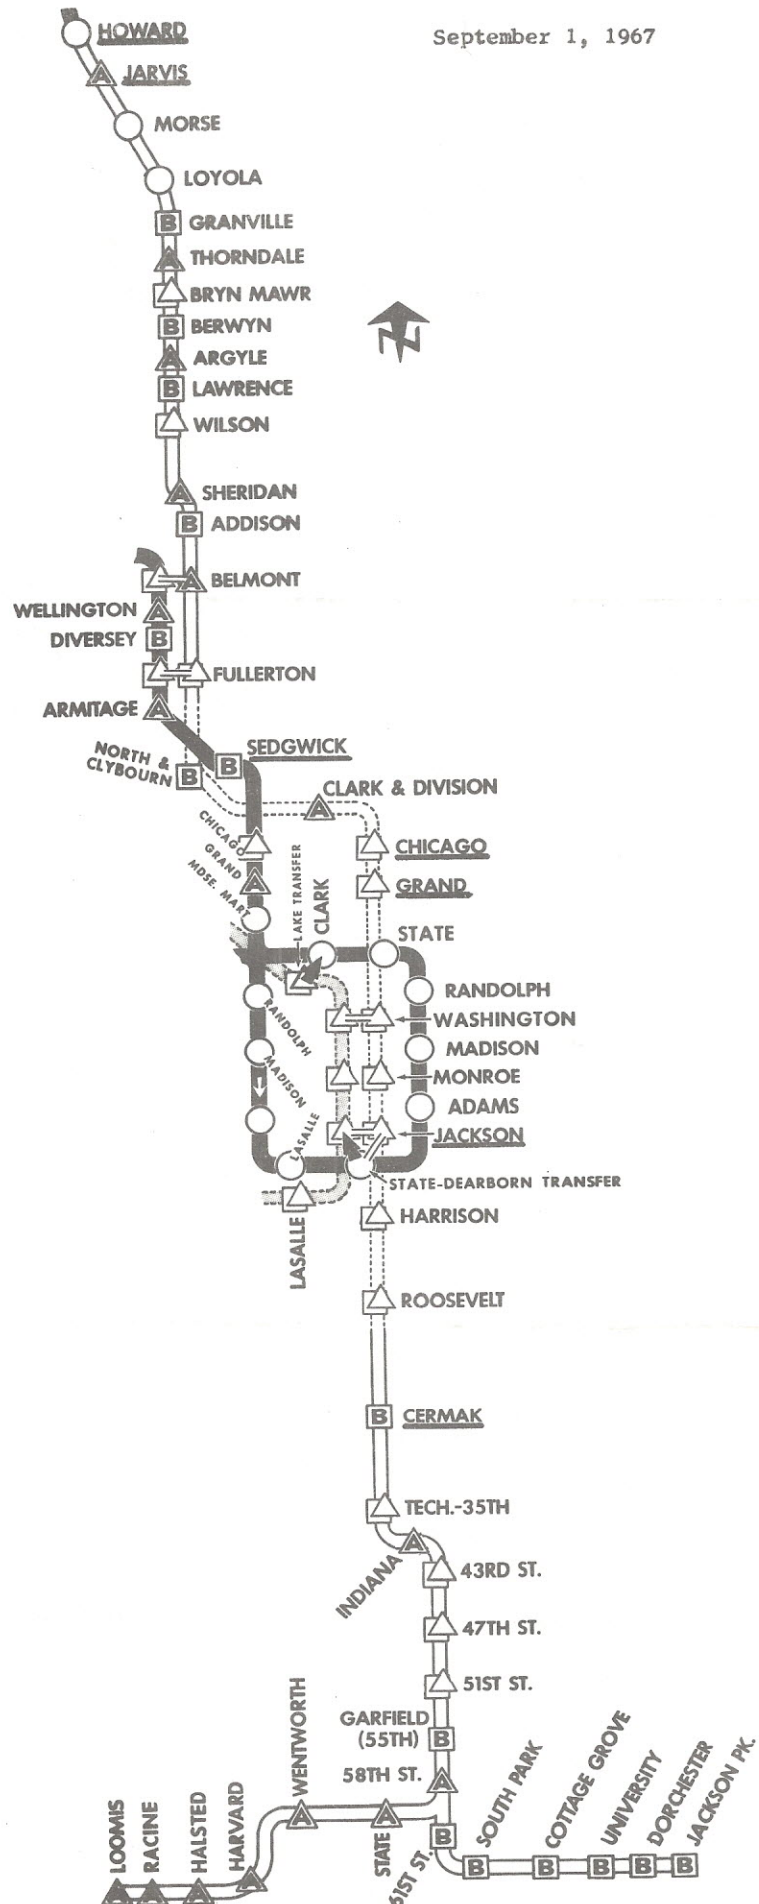 September 1, 1967
HOWARD
A JARVIS
MORSE
LOYOLA
B GRANVILLE
A THORNDALE
BRYN MAWR
B BERWYN
A ARGYLE
B LAWRENCE
WILSON
A SHERIDAN
B ADDISON
A BELMONT
WELLINGTON A
DIVERSEY B
FULLERTON
ARMITAGE A
NORTH &
CLYBOURN B
B SEDGWICK
A CLARK & DIVISION
CHICAGO
GRAND A
MDSE. MART
CHICAGO
GRAND
LAKE TRANSFER
CLARK
STATE
RANDOLPH
RANDOLPH
WASHINGTON
MADISON
MADISON
MONROE
ADAMS
LASALLE
JACKSON
STATE-DEARBORN TRANSFER
LASALLE
HARRISON
ROOSEVELT
B CERMAK
TECH.-35TH
INDIANA A
43RD ST.
47TH ST.
51ST ST.
GARFIELD
(55TH) B
58TH ST. A
61ST ST. B
LOOMIS A
RACINE A
HALSTED A
HARVARD A
WENTWORTH A
STATE A
B SOUTH PARK
B COTTAGE GROVE
B UNIVERSITY
B DORCHESTER
B JACKSON PK.